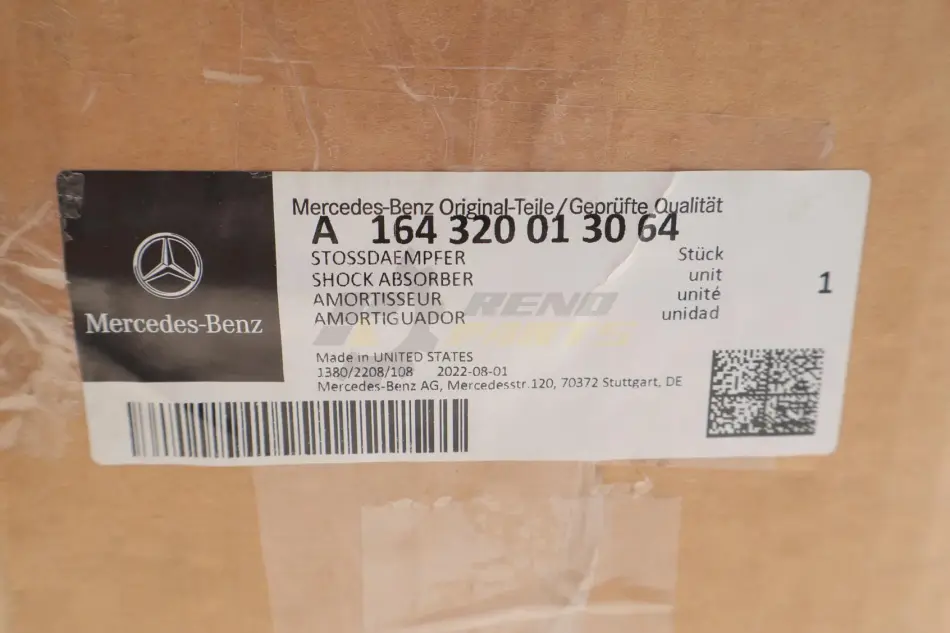 Mercedes-Benz Original-Teile/Geprüfte Qualität
A 164 320 01 30 64
STOSSDAEMPFER
SHOCK ABSORBER
AMORTISSEUR
AMORTIGUADOR
Stück
unit
unité
unidad
1
RENO
PARTS
Mercedes-Benz
Made in UNITED STATES
1380/2208/108 2022-08-01
Mercedes-Benz AG, Mercedesstr.120, 70372 Stuttgart, DE